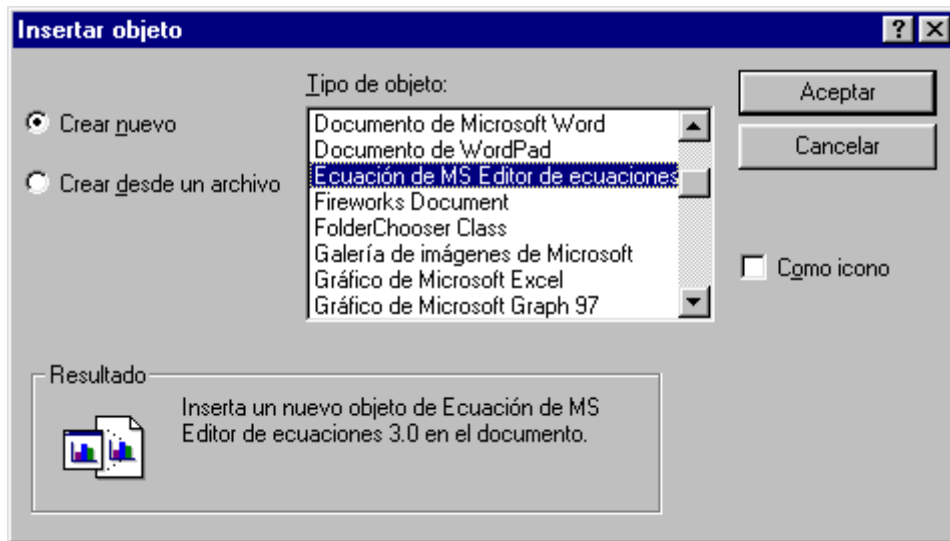 Insertar objeto
Tipo de objeto:
Crear nuevo
Crear desde un archivo
Documento de Microsoft Word
Documento de WordPad
Ecuación de MS Editor de ecuaciones
Fireworks Document
FolderChooser Class
Galería de imágenes de Microsoft
Gráfico de Microsoft Excel
Gráfico de Microsoft Graph 97
Aceptar
Cancelar
Como icono
Resultado
Inserta un nuevo objeto de Ecuación de MS
Editor de ecuaciones 3.0 en el documento.